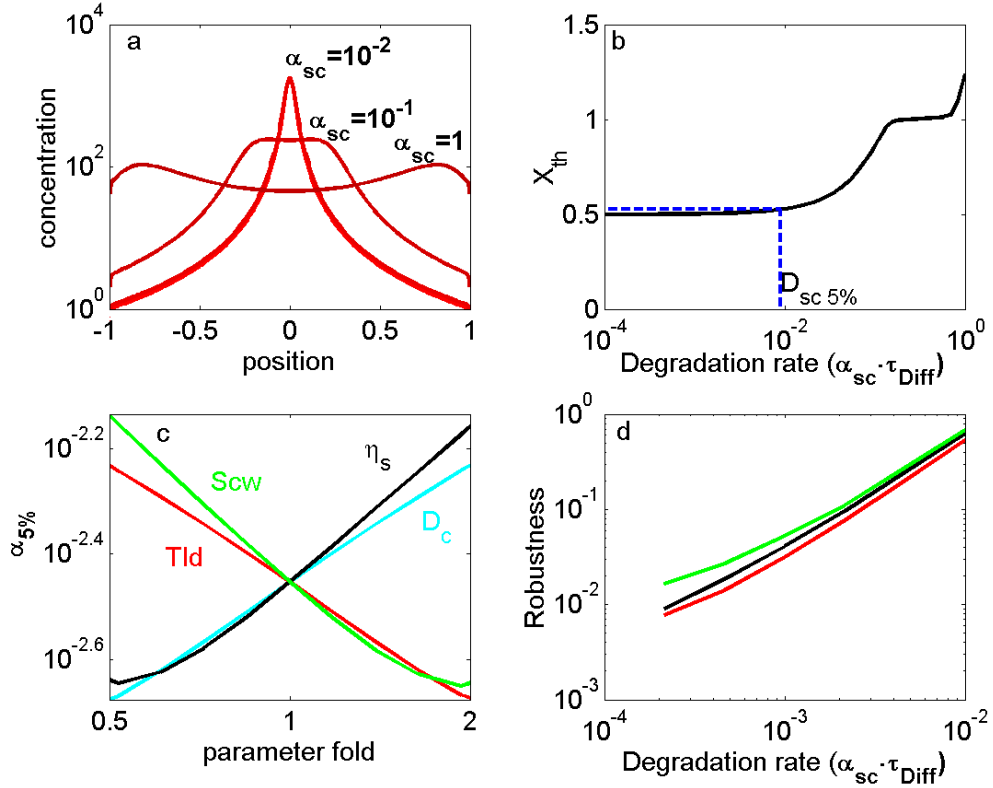 a
α_sc=10^-2
α_sc=10^-1
α_sc=1
10^4
10^2
10^0
concentration
-1 -0.5 0 0.5 1
position
b
1.5
1
0.5
0
X_th
D_sc 5%
10^-4 10^-2 10^0
Degradation rate (α_sc·τ_Diff)
c
η_s
Scw
D_c
Tld
10^-2.2
10^-2.4
10^-2.6
α_5%
0.5 1 2
parameter fold
d
10^0
10^-1
10^-2
10^-3
Robustness
10^-4 10^-3 10^-2
Degradation rate (α_sc·τ_Diff)